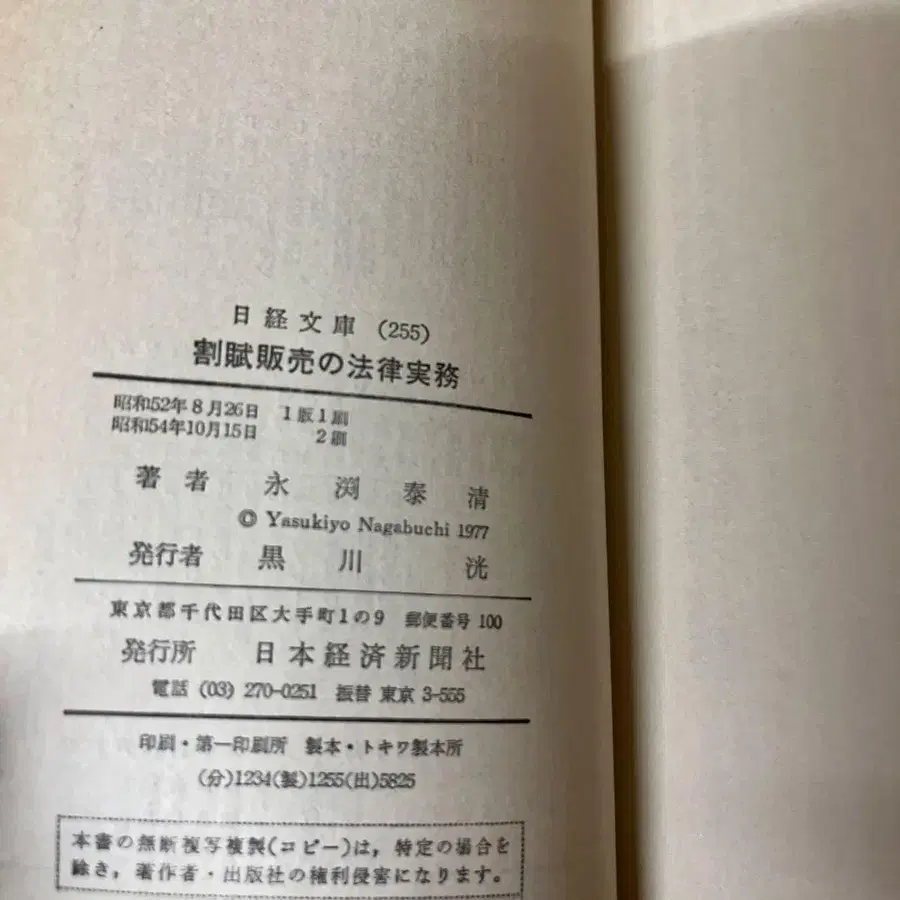 日経文庫 (255)
割賦販売の法律実務
昭和52年8月26日 1版1刷
昭和54年10月15日 2刷
著者 永渕泰清
© Yasukiyo Nagabuchi 1977
発行者 黒川 洸
東京都千代田区大手町1の9 郵便番号 100
発行所 日本経済新聞社
電話 (03) 270-0251 振替 東京 3-555
印刷・第一印刷所 製本・トキワ製本所
(分)1234(製)1255(出)5825
本書の無断複写複製(コピー)は, 特定の場合を
除き, 著作者・出版社の権利侵害になります。